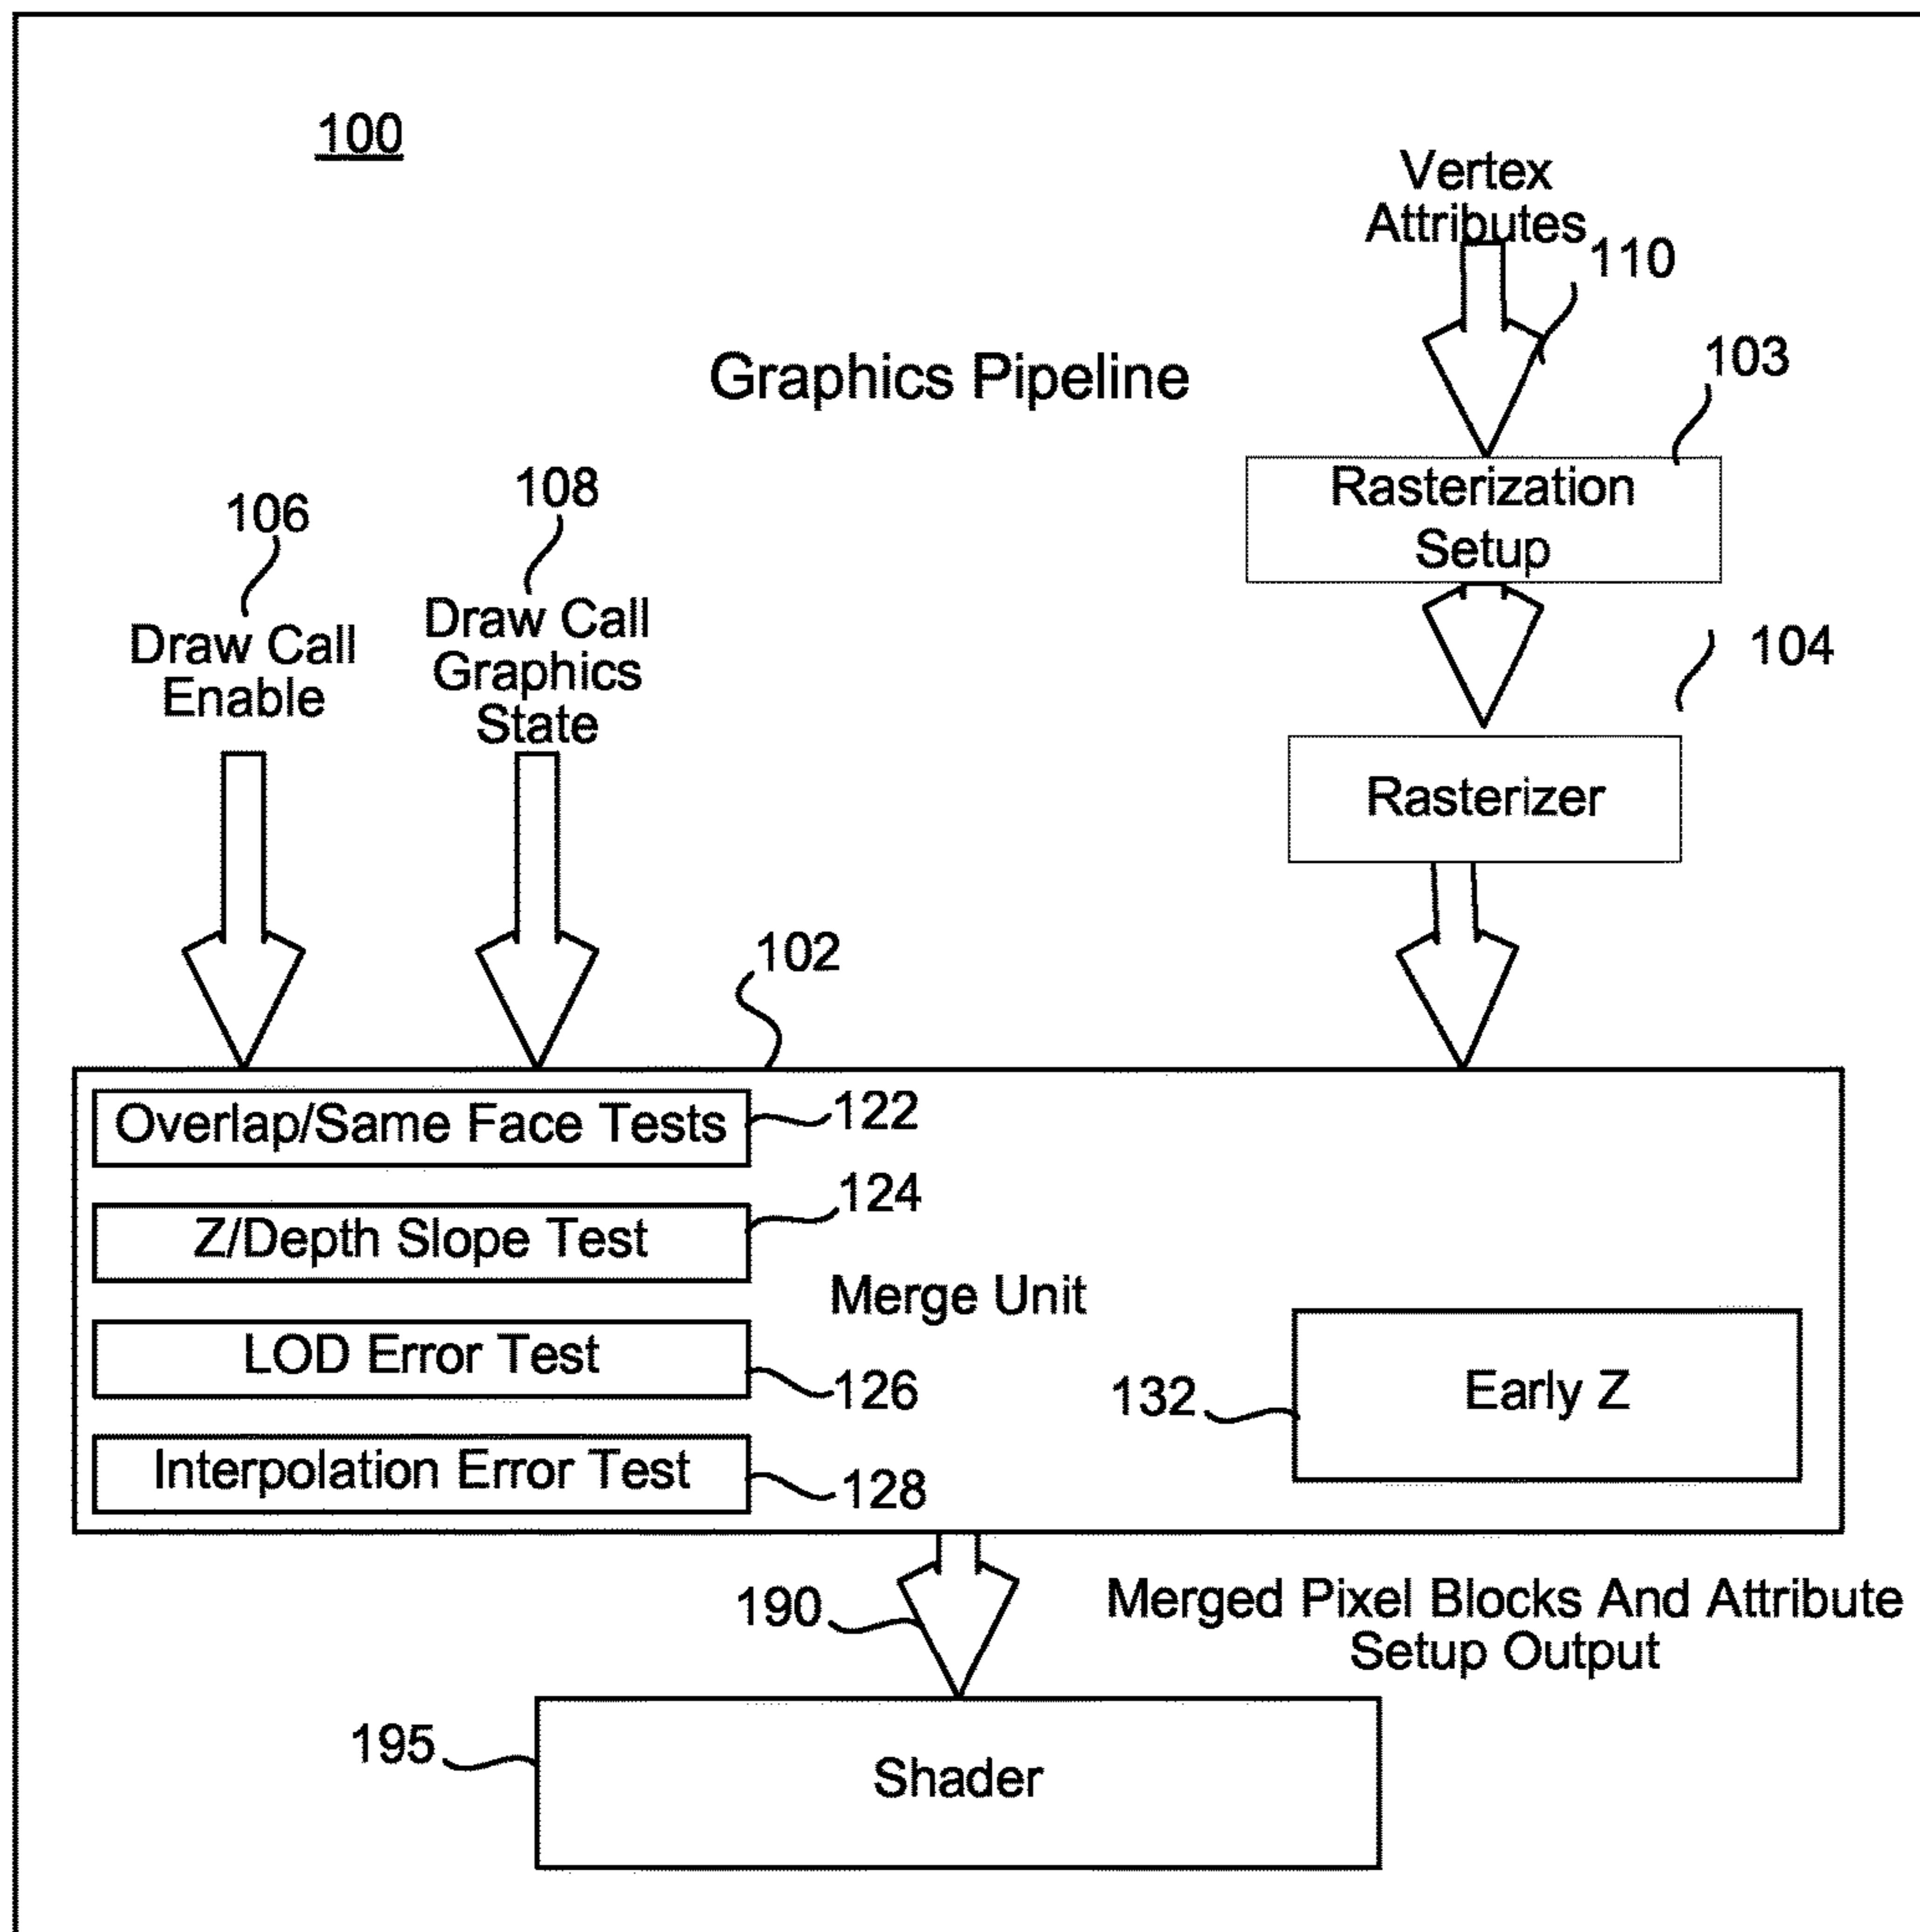 100
Vertex
Attributes
110
Graphics Pipeline
103
Rasterization
Setup
106
108
Draw Call
Enable
Draw Call
Graphics
State
104
Rasterizer
102
Overlap/Same Face Tests
122
Z/Depth Slope Test
124
Merge Unit
LOD Error Test
126
132
Early Z
Interpolation Error Test
128
190
Merged Pixel Blocks And Attribute
Setup Output
195
Shader